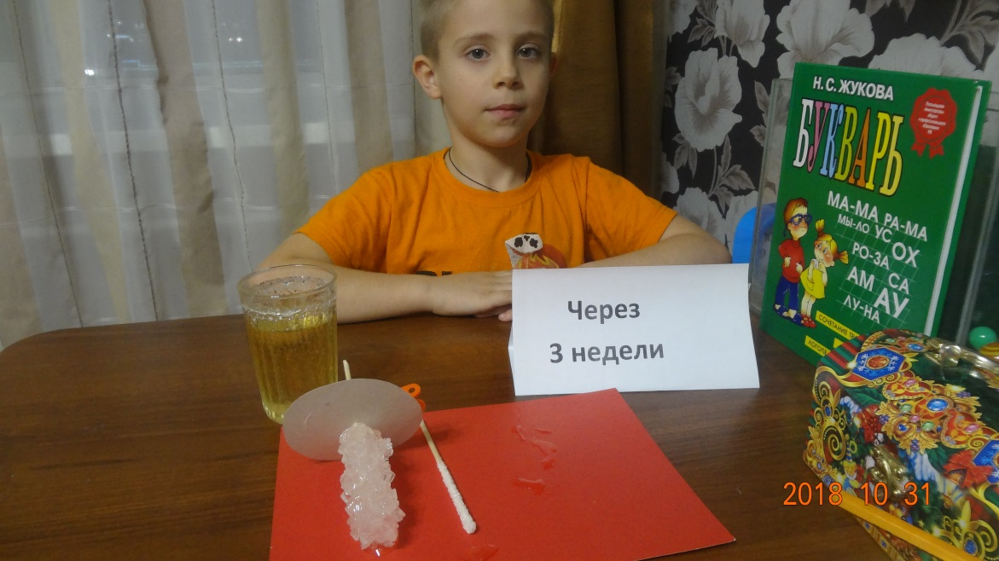 Через
3 недели
Н. С. ЖУКОВА
БУКВАРЬ
МА-МА РА-МА
МЫ-ЛО УС ОХ
РО-ЗА СА
АМ АУ
ЛУ-НА
СОЧЕТАНИЕ
2018 10 31